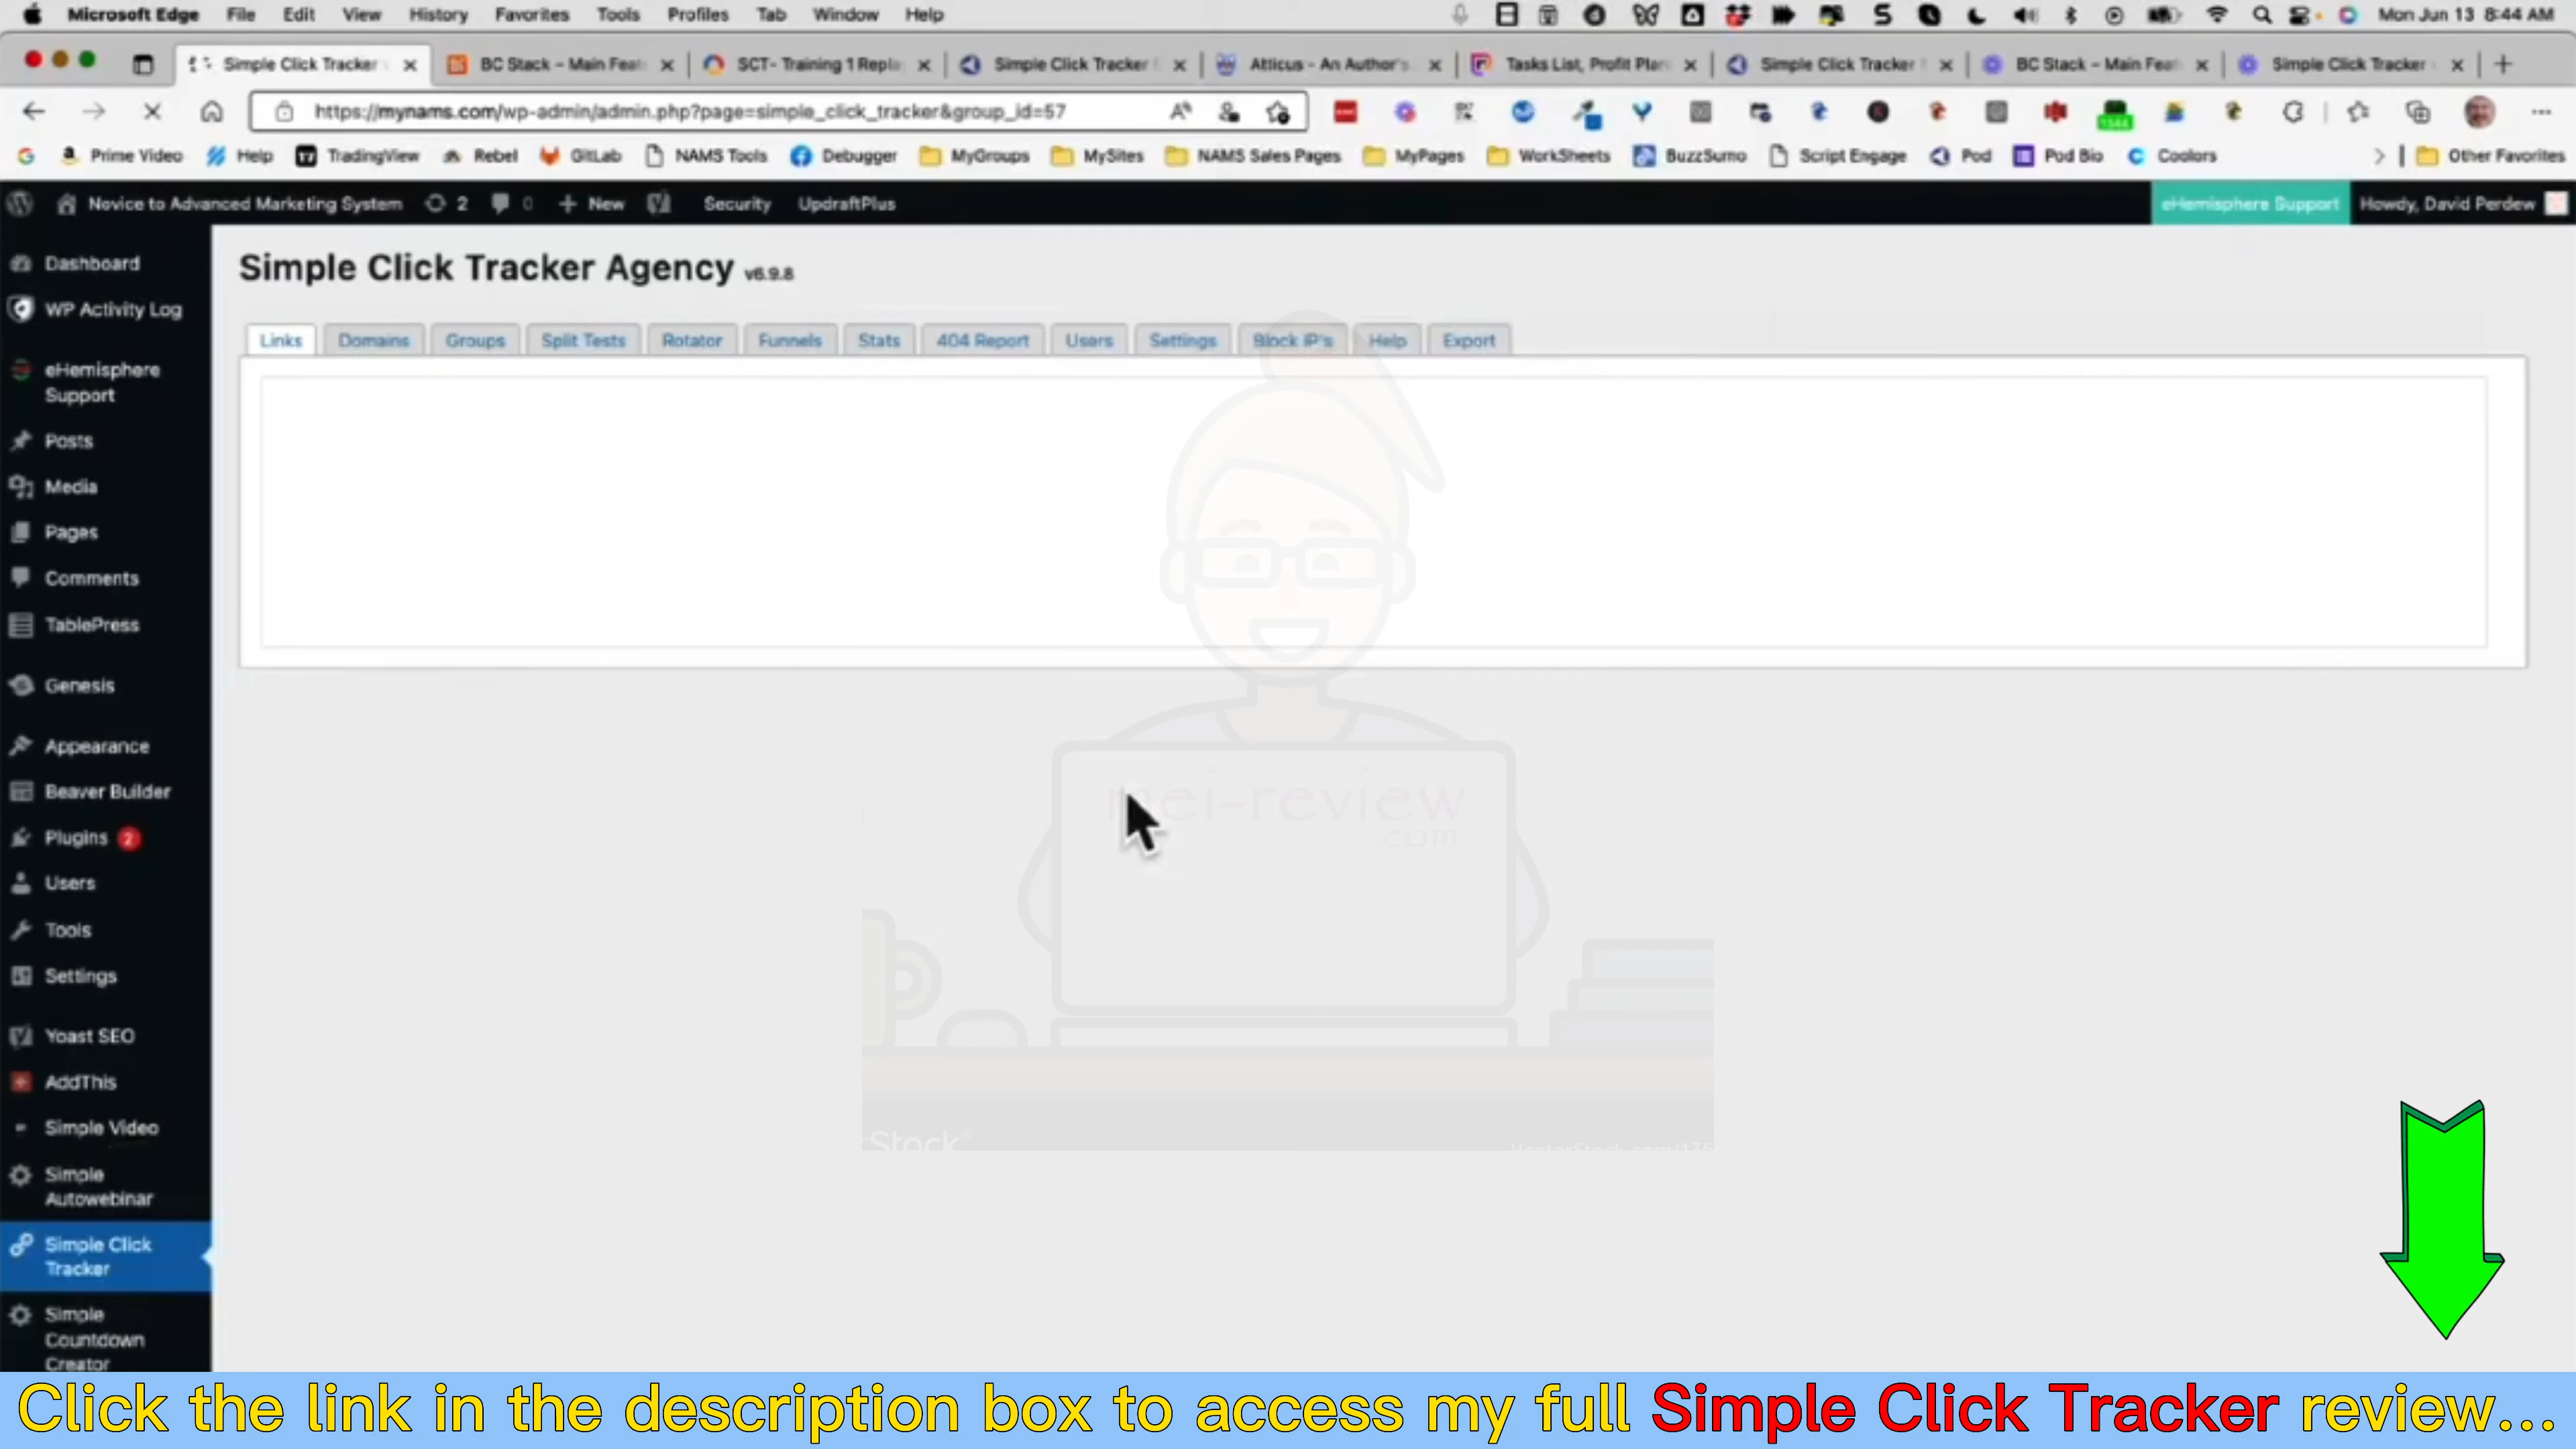 Microsoft Edge File Edit View History Favorites Tools Profiles Tab Window Help Mon Jun 13 8:44 AM
Simple Click Tracker BC Stack – Main Feat SCT- Training 1 Repla Simple Click Tracker Atticus - An Author's Tasks List, Profit Plan Simple Click Tracker BC Stack – Main Feat Simple Click Tracker
https://mynams.com/wp-admin/admin.php?page=simple_click_tracker&group_id=57
Prime Video Help TradingView Rebel GitLab NAMS Tools Debugger MyGroups MySites NAMS Sales Pages MyPages WorkSheets BuzzSumo Script Engage Pod Pod Bio Coolors Other Favorites
Novice to Advanced Marketing System 2 0 + New Security UpdraftPlus eHemisphere Support Howdy, David Perdew
Simple Click Tracker Agency v6.9.8
Links Domains Groups Split Tests Rotator Funnels Stats 404 Report Users Settings Block IP's Help Export
Dashboard
WP Activity Log
eHemisphere
Support
Posts
Media
Pages
Comments
TablePress
Genesis
Appearance
Beaver Builder
Plugins 2
Users
Tools
Settings
Yoast SEO
AddThis
Simple Video
Simple
Autowebinar
Simple Click
Tracker
Simple
Countdown
Creator
mei-review
.com
Click the link in the description box to access my full Simple Click Tracker review...